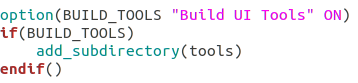 option(BUILD_TOOLS "Build UI Tools" ON)
if(BUILD_TOOLS)
    add_subdirectory(tools)
endif()